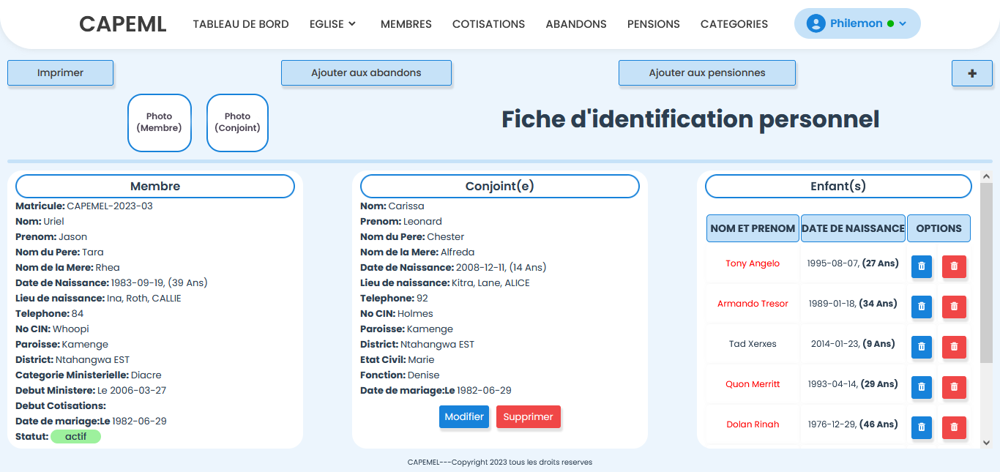 CAPEML TABLEAU DE BORD EGLISE MEMBRES COTISATIONS ABANDONS PENSIONS CATEGORIES Philemon
Imprimer Ajouter aux abandons Ajouter aux pensionnes +
Photo
(Membre)
Photo
(Conjoint)
Fiche d'identification personnel
Membre
Matricule: CAPEMEL-2023-03
Nom: Uriel
Prenom: Jason
Nom du Pere: Tara
Nom de la Mere: Rhea
Date de Naissance: 1983-09-19, (39 Ans)
Lieu de naissance: Ina, Roth, CALLIE
Telephone: 84
No CIN: Whoopi
Paroisse: Kamenge
District: Ntahangwa EST
Categorie Ministerielle: Diacre
Debut Ministere: Le 2006-03-27
Debut Cotisations:
Date de mariage:Le 1982-06-29
Statut: actif
Conjoint(e)
Nom: Carissa
Prenom: Leonard
Nom du Pere: Chester
Nom de la Mere: Alfreda
Date de Naissance: 2008-12-11, (14 Ans)
Lieu de naissance: Kitra, Lane, ALICE
Telephone: 92
No CIN: Holmes
Paroisse: Kamenge
District: Ntahangwa EST
Etat Civil: Marie
Fonction: Denise
Date de mariage:Le 1982-06-29
Modifier Supprimer
Enfant(s)
NOM ET PRENOM DATE DE NAISSANCE OPTIONS
Tony Angelo 1995-08-07, (27 Ans)
Armando Tresor 1989-01-18, (34 Ans)
Tad Xerxes 2014-01-23, (9 Ans)
Quon Merritt 1993-04-14, (29 Ans)
Dolan Rinah 1976-12-29, (46 Ans)
CAPEMEL---Copyright 2023 tous les droits reserves